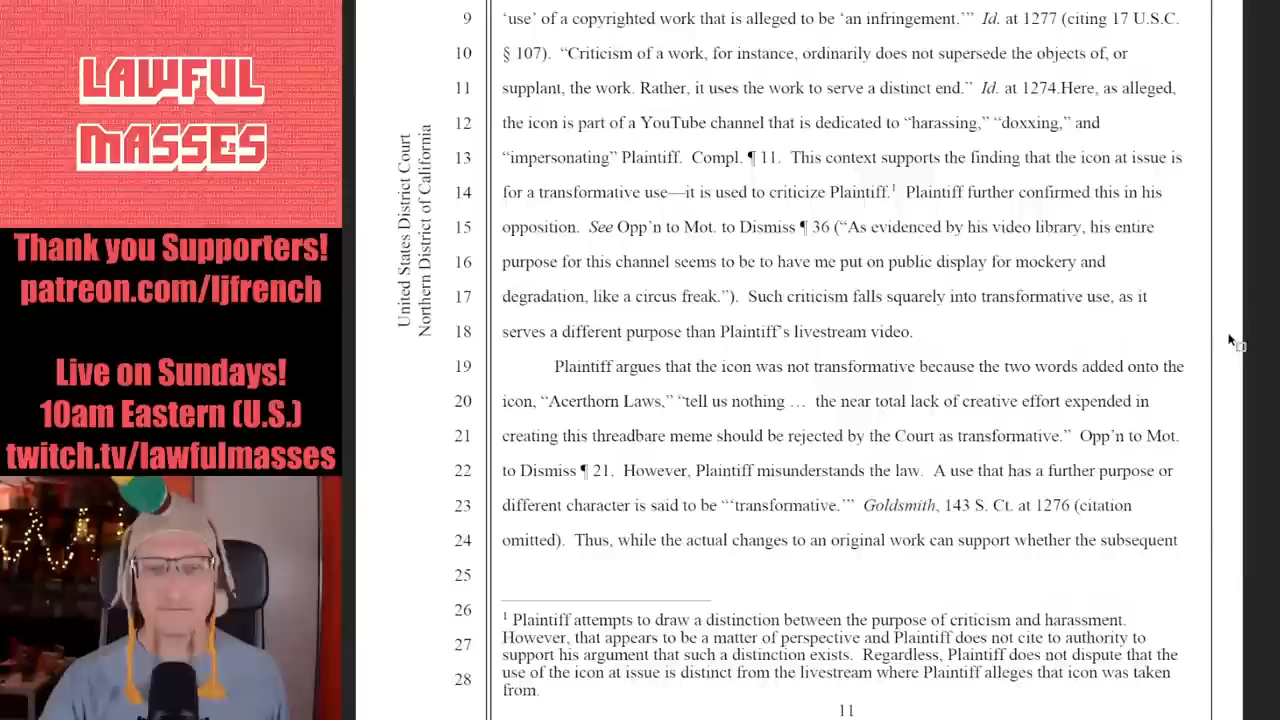 LAWFUL
MASSES
Thank you Supporters!
patreon.com/ljfrench
Live on Sundays!
10am Eastern (U.S.)
twitch.tv/lawfulmasses
United States District Court
Northern District of California
9 ‘use’ of a copyrighted work that is alleged to be ‘an infringement.’” Id. at 1277 (citing 17 U.S.C.
10 § 107). “Criticism of a work, for instance, ordinarily does not supersede the objects of, or
11 supplant, the work. Rather, it uses the work to serve a distinct end.” Id. at 1274.Here, as alleged,
12 the icon is part of a YouTube channel that is dedicated to “harassing,” “doxxing,” and
13 “impersonating” Plaintiff. Compl. ¶ 11. This context supports the finding that the icon at issue is
14 for a transformative use—it is used to criticize Plaintiff.1 Plaintiff further confirmed this in his
15 opposition. See Opp’n to Mot. to Dismiss ¶ 36 (“As evidenced by his video library, his entire
16 purpose for this channel seems to be to have me put on public display for mockery and
17 degradation, like a circus freak.”). Such criticism falls squarely into transformative use, as it
18 serves a different purpose than Plaintiff’s livestream video.
19 Plaintiff argues that the icon was not transformative because the two words added onto the
20 icon, “Acerthorn Laws,” “tell us nothing … the near total lack of creative effort expended in
21 creating this threadbare meme should be rejected by the Court as transformative.” Opp’n to Mot.
22 to Dismiss ¶ 21. However, Plaintiff misunderstands the law. A use that has a further purpose or
23 different character is said to be “‘transformative.’” Goldsmith, 143 S. Ct. at 1276 (citation
24 omitted). Thus, while the actual changes to an original work can support whether the subsequent
25
26
27
28
1 Plaintiff attempts to draw a distinction between the purpose of criticism and harassment.
However, that appears to be a matter of perspective and Plaintiff does not cite to authority to
support his argument that such a distinction exists. Regardless, Plaintiff does not dispute that the
use of the icon at issue is distinct from the livestream where Plaintiff alleges that icon was taken
from.
11